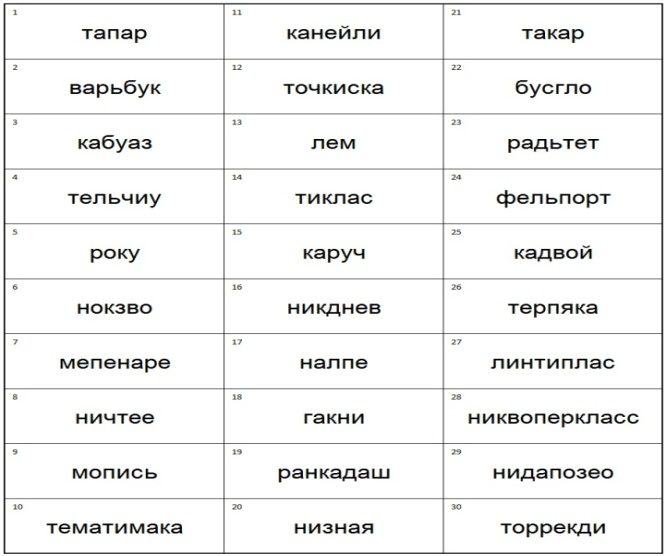 1 тапар
2 варьбук
3 кабуаз
4 тельчиу
5 року
6 нокзво
7 мепенаре
8 ничтее
9 мопись
10 тематимака
11 канейли
12 точкиска
13 лем
14 тиклас
15 каруч
16 никднев
17 налпе
18 гакни
19 ранкадаш
20 низная
21 такар
22 бусгло
23 радьтет
24 фельпорт
25 кадвой
26 терпяка
27 линтиплас
28 никвоперкласс
29 нидапозео
30 торрекди